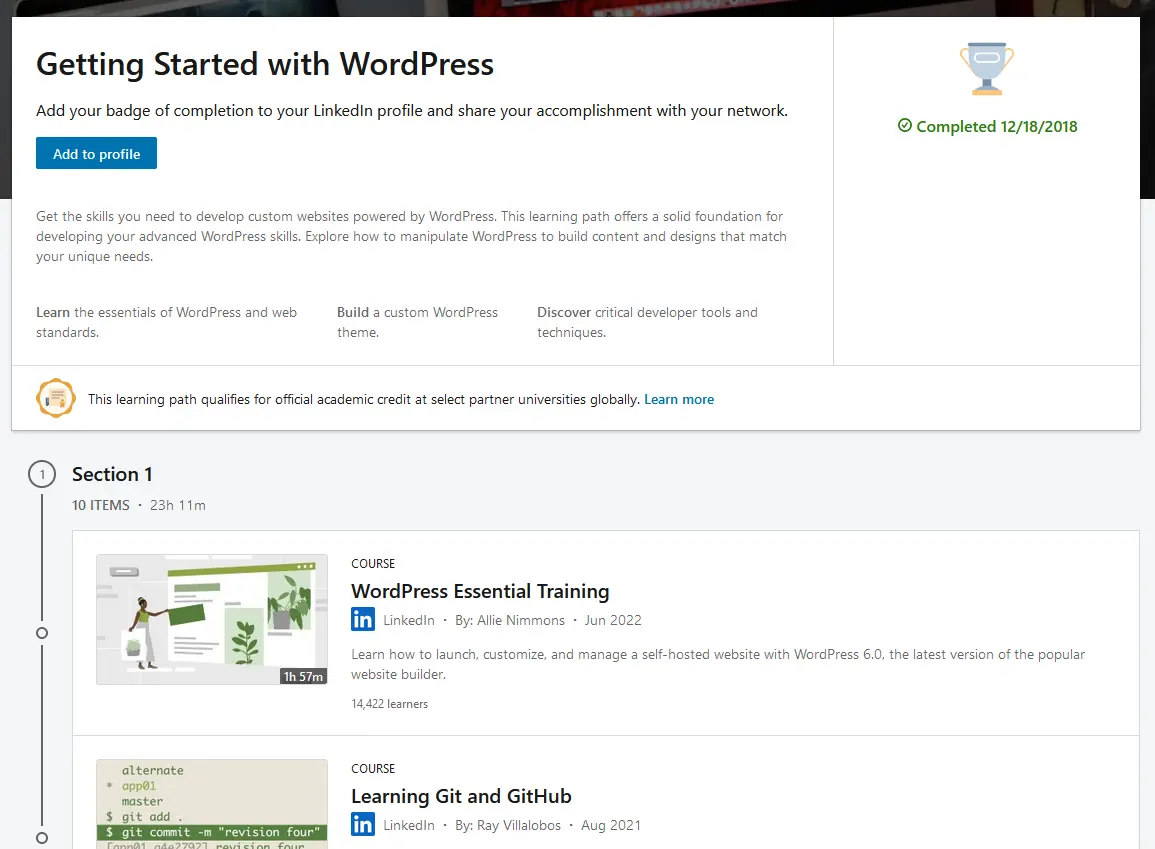 Getting Started with WordPress
Add your badge of completion to your LinkedIn profile and share your accomplishment with your network.
Add to profile
Completed 12/18/2018
Get the skills you need to develop custom websites powered by WordPress. This learning path offers a solid foundation for
developing your advanced WordPress skills. Explore how to manipulate WordPress to build content and designs that match
your unique needs.
Learn the essentials of WordPress and web
standards.
Build a custom WordPress
theme.
Discover critical developer tools and
techniques.
This learning path qualifies for official academic credit at select partner universities globally. Learn more
1
Section 1
10 ITEMS · 23h 11m
1h 57m
COURSE
WordPress Essential Training
in LinkedIn · By: Allie Nimmons · Jun 2022
Learn how to launch, customize, and manage a self-hosted website with WordPress 6.0, the latest version of the popular
website builder.
14,422 learners
alternate
* app01
master
$ git add .
$ git commit -m "revision four"
[app01 a4e2792] revision four
COURSE
Learning Git and GitHub
in LinkedIn · By: Ray Villalobos · Aug 2021